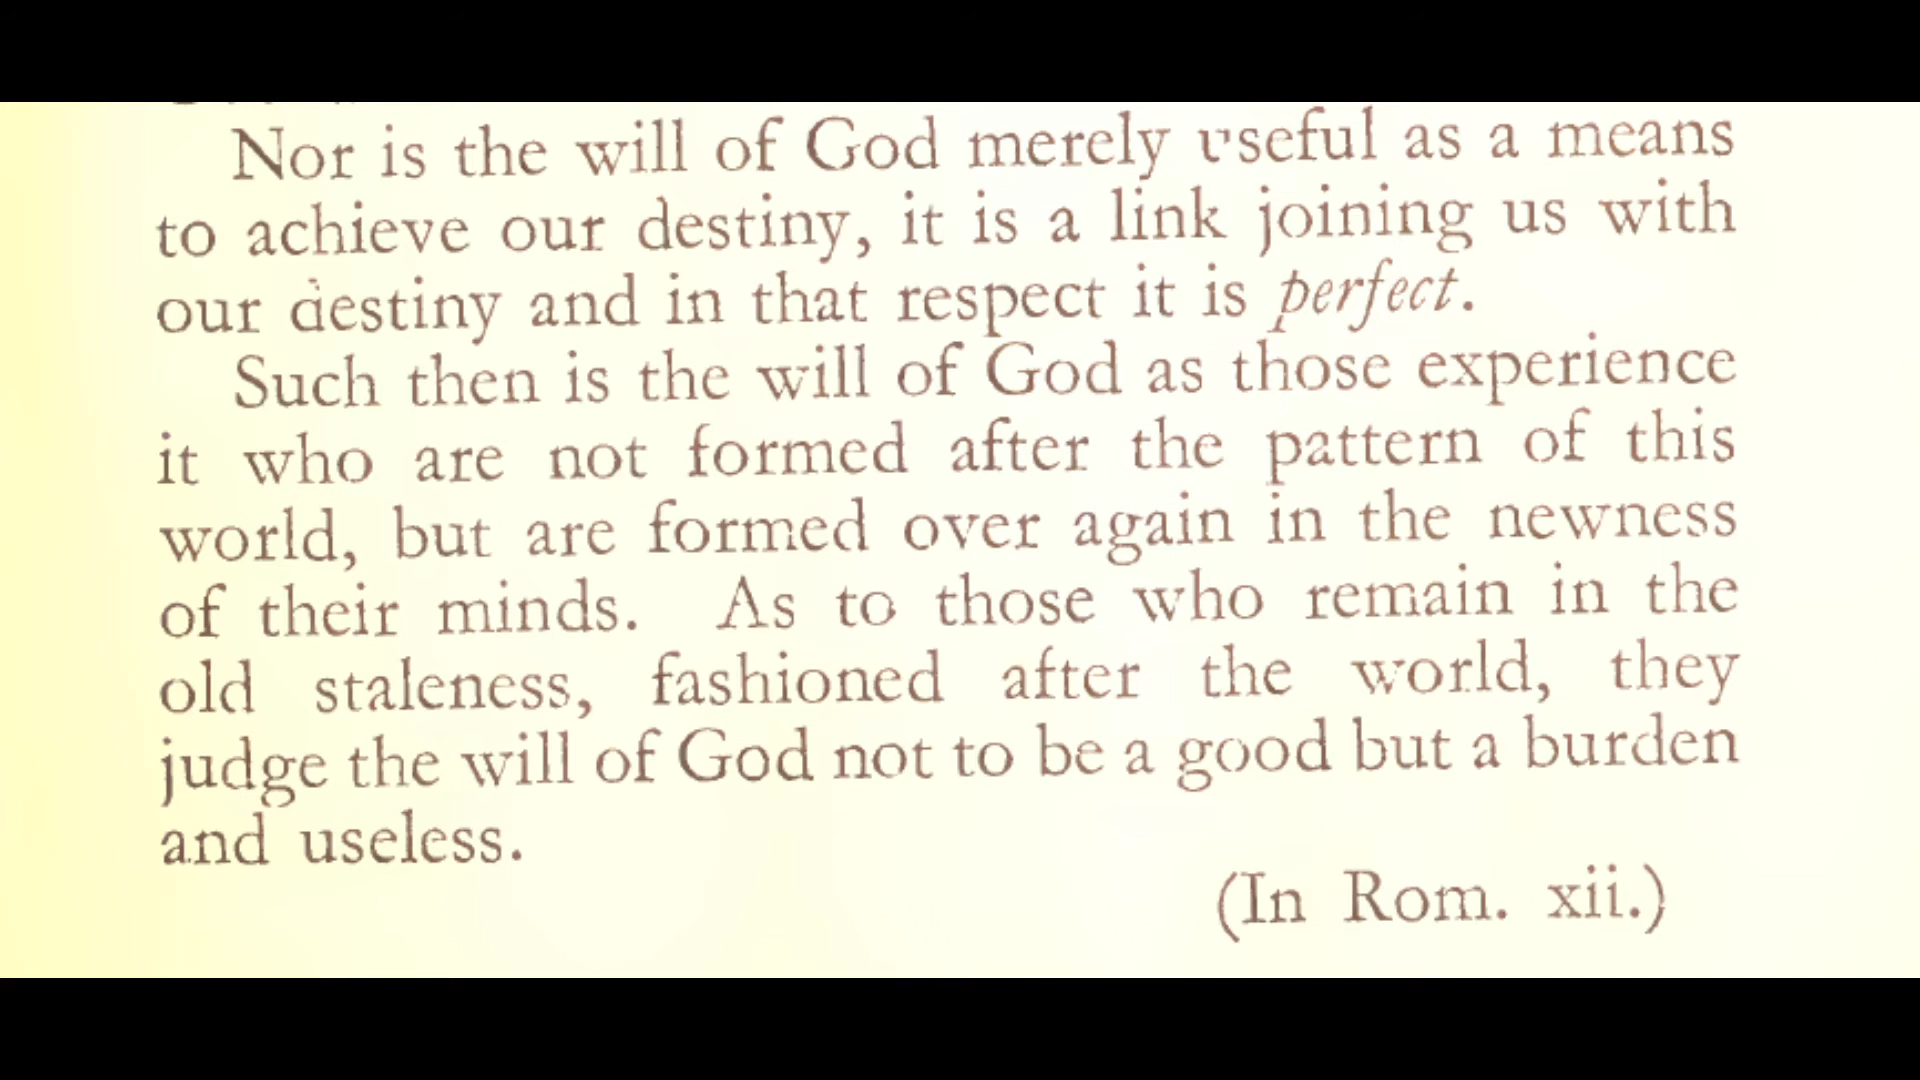 Nor is the will of God merely useful as a means
to achieve our destiny, it is a link joining us with
our destiny and in that respect it is perfect.
Such then is the will of God as those experience
it who are not formed after the pattern of this
world, but are formed over again in the newness
of their minds. As to those who remain in the
old staleness, fashioned after the world, they
judge the will of God not to be a good but a burden
and useless.
(In Rom. xii.)